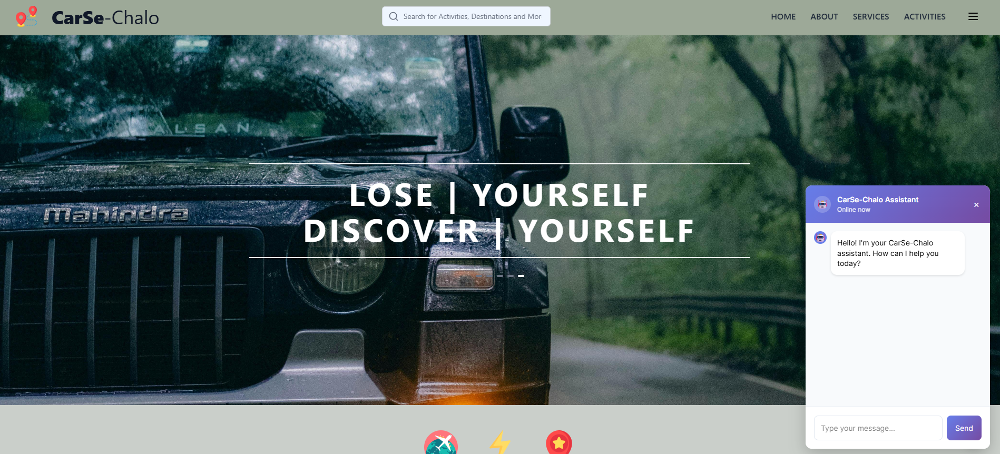 CarSe-Chalo
Search for Activities, Destinations and Mor
HOME
ABOUT
SERVICES
ACTIVITIES
ALSAN
mahindra
LOSE | YOURSELF
DISCOVER | YOURSELF
CarSe-Chalo Assistant
Online now
×
Hello! I'm your CarSe-Chalo
assistant. How can I help you
today?
Type your message...
Send